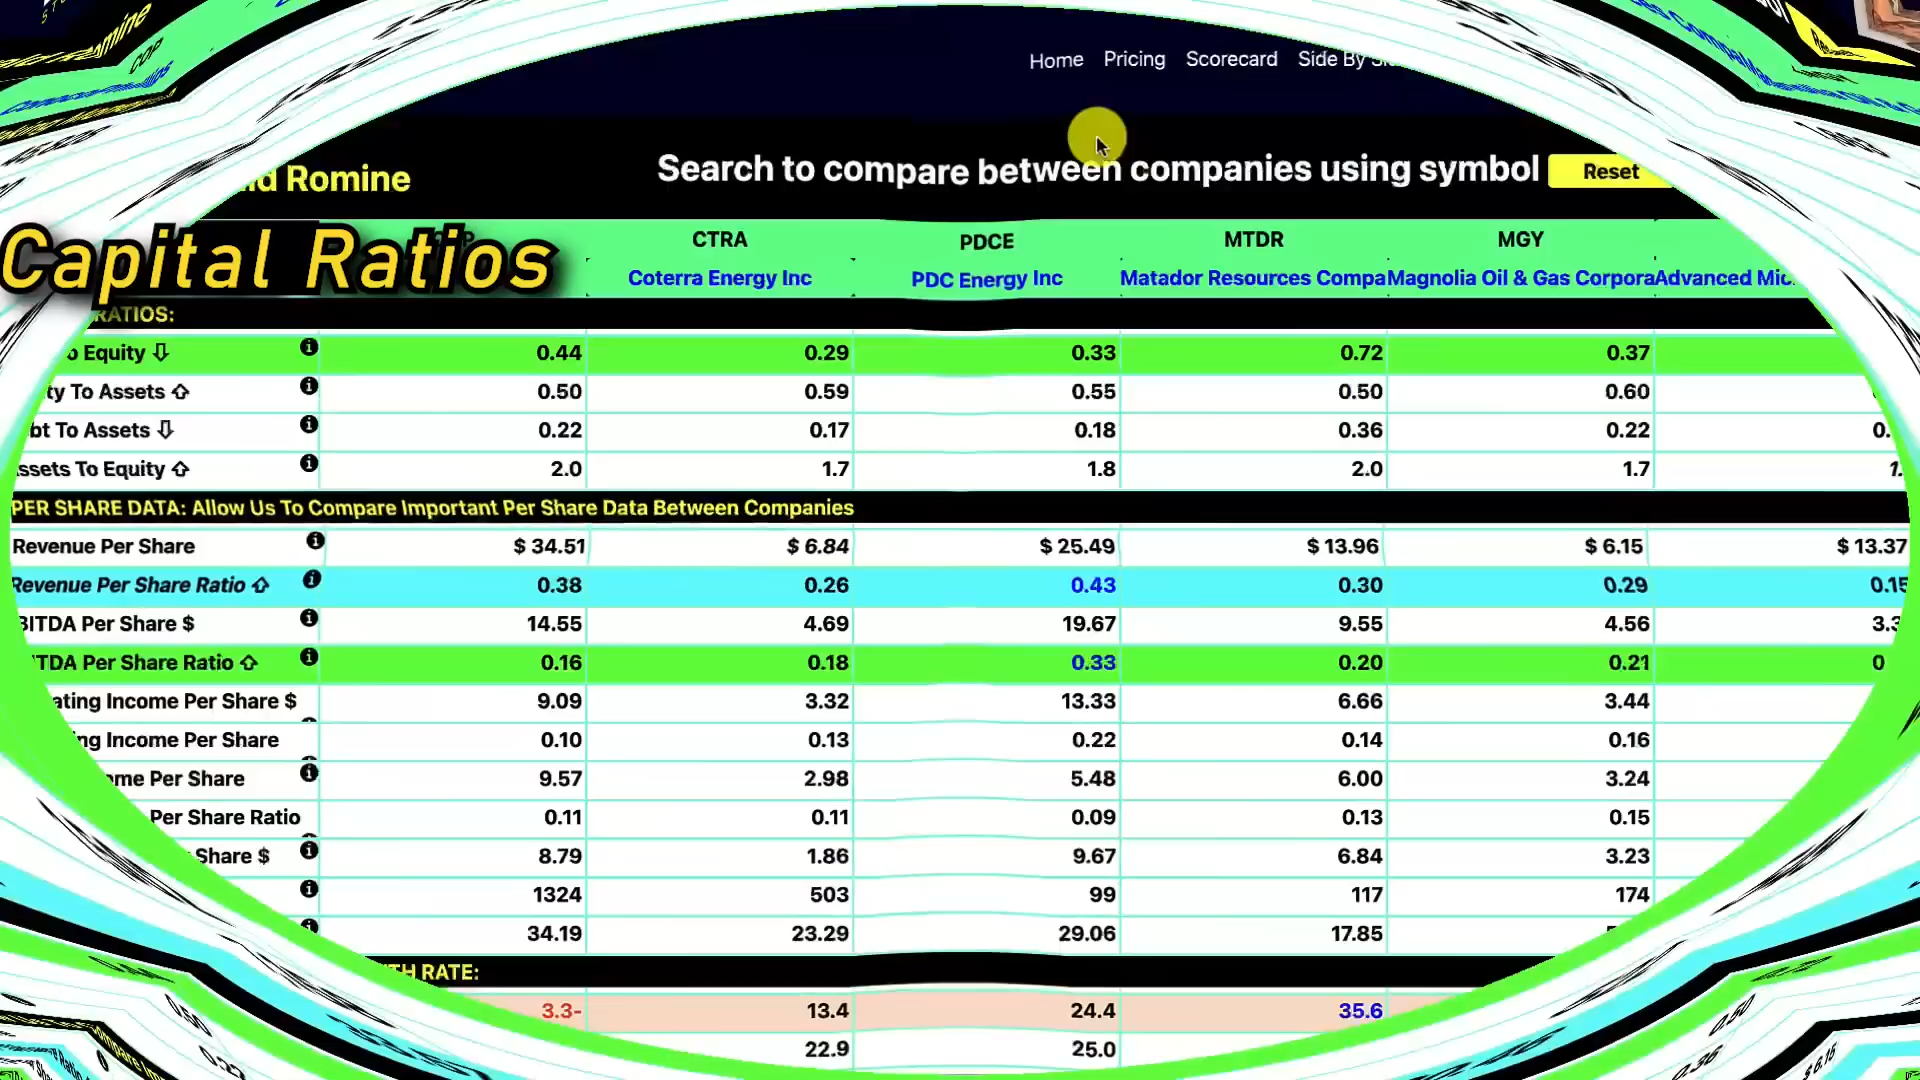 Home Pricing Scorecard Side By
Romine Search to compare between companies using symbol Reset
Capital Ratios
CTRA PDCE MTDR MGY
Coterra Energy Inc PDC Energy Inc Matador Resources Compa Magnolia Oil & Gas Corpora Advanced Mic
RATIOS:
o Equity ⇩ 0.44 0.29 0.33 0.72 0.37
ty To Assets ⇧ 0.50 0.59 0.55 0.50 0.60
bt To Assets ⇩ 0.22 0.17 0.18 0.36 0.22 0.
ssets To Equity ⇧ 2.0 1.7 1.8 2.0 1.7 1.
PER SHARE DATA: Allow Us To Compare Important Per Share Data Between Companies
Revenue Per Share $ 34.51 $ 6.84 $ 25.49 $ 13.96 $ 6.15 $ 13.37
Revenue Per Share Ratio ⇧ 0.38 0.26 0.43 0.30 0.29 0.15
BITDA Per Share $ 14.55 4.69 19.67 9.55 4.56 3.3
TDA Per Share Ratio ⇧ 0.16 0.18 0.33 0.20 0.21 0
ating Income Per Share $ 9.09 3.32 13.33 6.66 3.44
ng Income Per Share 0.10 0.13 0.22 0.14 0.16
me Per Share 9.57 2.98 5.48 6.00 3.24
Per Share Ratio 0.11 0.11 0.09 0.13 0.15
Share $ 8.79 1.86 9.67 6.84 3.23
1324 503 99 117 174
34.19 23.29 29.06 17.85
TH RATE:
3.3- 13.4 24.4 35.6
22.9 25.0